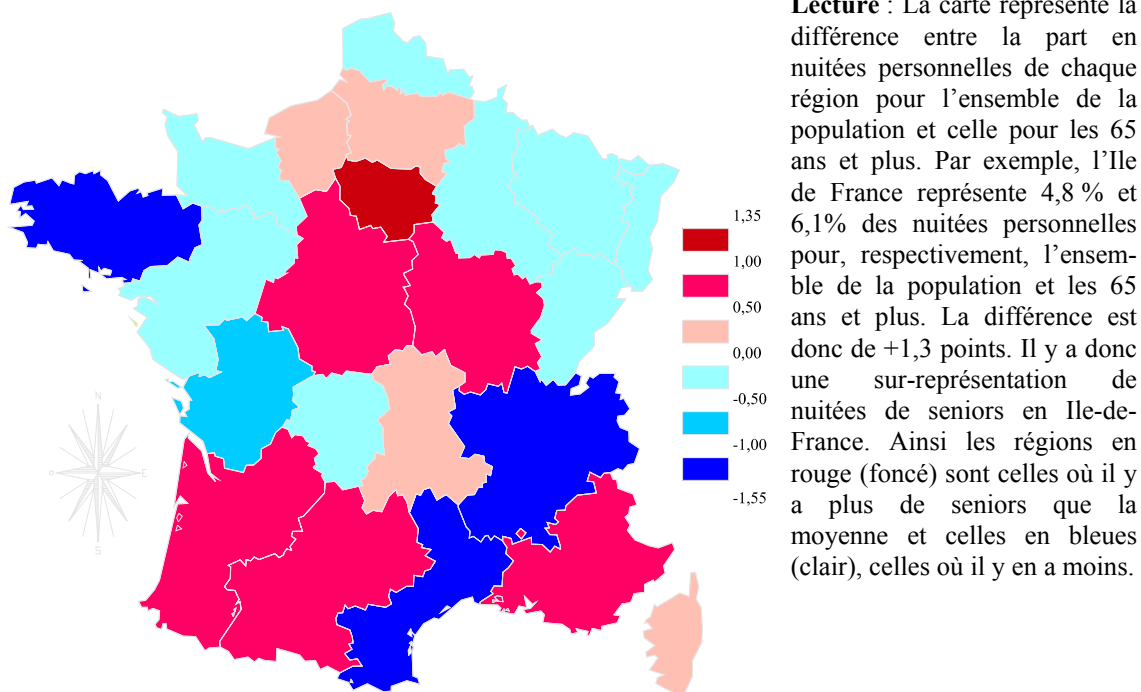 Lecture : La carte représente la
différence entre la part en
nuitées personnelles de chaque
région pour l’ensemble de la
population et celle pour les 65
ans et plus. Par exemple, l’Ile
de France représente 4,8 % et
6,1% des nuitées personnelles
pour, respectivement, l’ensem-
ble de la population et les 65
ans et plus. La différence est
donc de +1,3 points. Il y a donc
une sur-représentation de
nuitées de seniors en Ile-de-
France. Ainsi les régions en
rouge (foncé) sont celles où il y
a plus de seniors que la
moyenne et celles en bleues
(clair), celles où il y en a moins.
1,35
1,00
0,50
0,00
-0,50
-1,00
-1,55
N
O
E
S